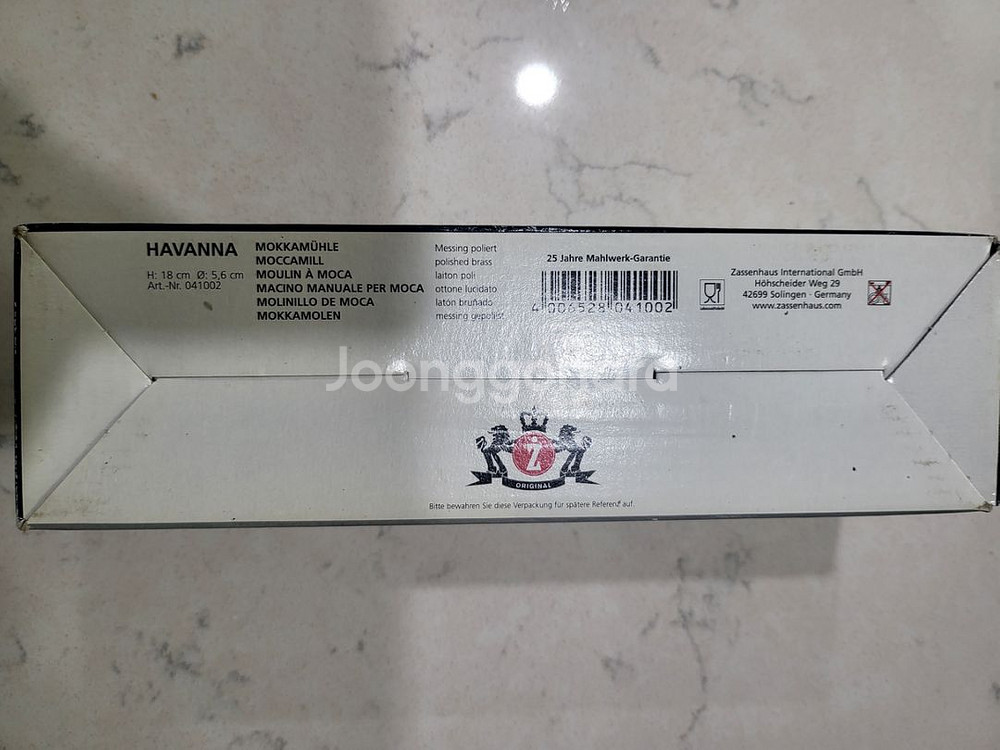 HAVANNA
H: 18 cm Ø: 5,6 cm
Art.-Nr. 041002
MOKKAMÜHLE
MOCCAMILL
MOULIN À MOCA
MACINO MANUALE PER MOCA
MOLINILLO DE MOCA
MOKKAMOLEN
Messing poliert
polished brass
laiton poli
ottone lucidato
latón bruñado
messing gepolist
25 Jahre Mahlwerk-Garantie
4 006528 041002
Zassenhaus International GmbH
Höhscheider Weg 29
42699 Solingen · Germany
www.zassenhaus.com
Joonggonara
Z
ORIGINAL
Bitte bewahren Sie diese Verpackung für spätere Referenz auf.